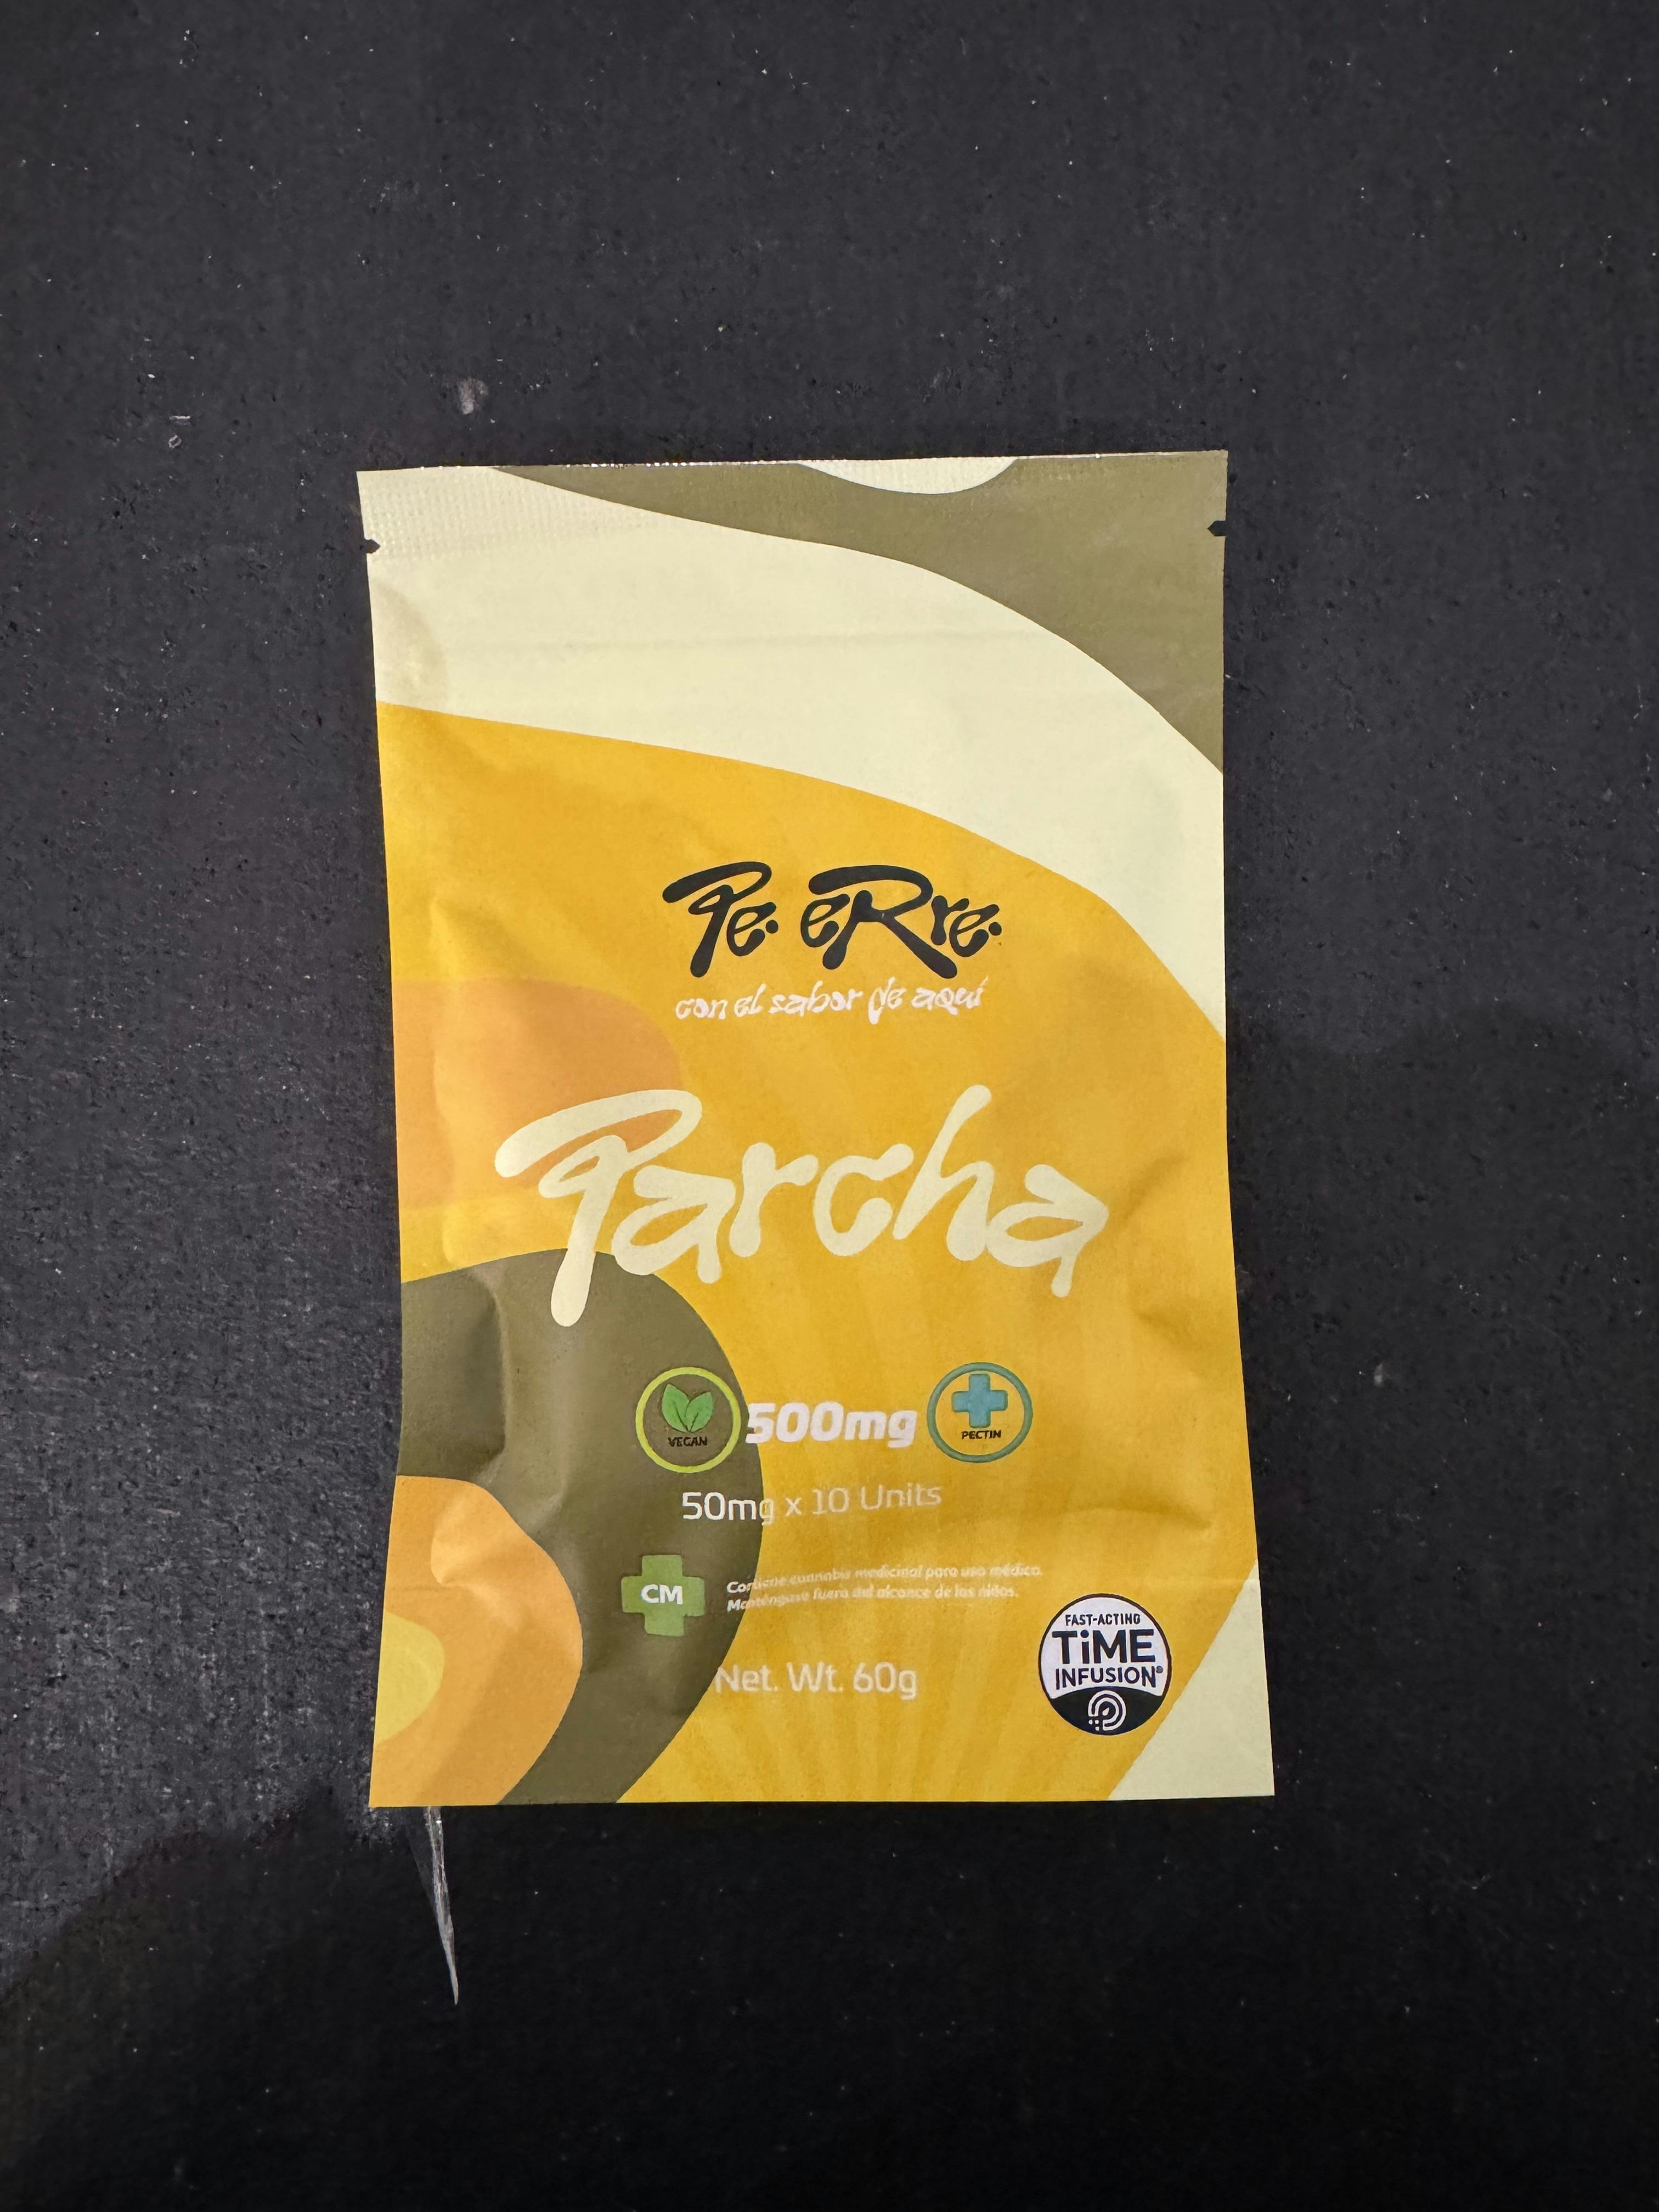 Pe. eRre.
con el sabor de aquí
Parcha
VEGAN
500mg
PECTIN
50mg x 10 Units
CM
Contiene cannabis medicinal para uso médico.
Manténgase fuera del alcance de los niños.
FAST-ACTING
TiME
INFUSION®
Net. Wt. 60g